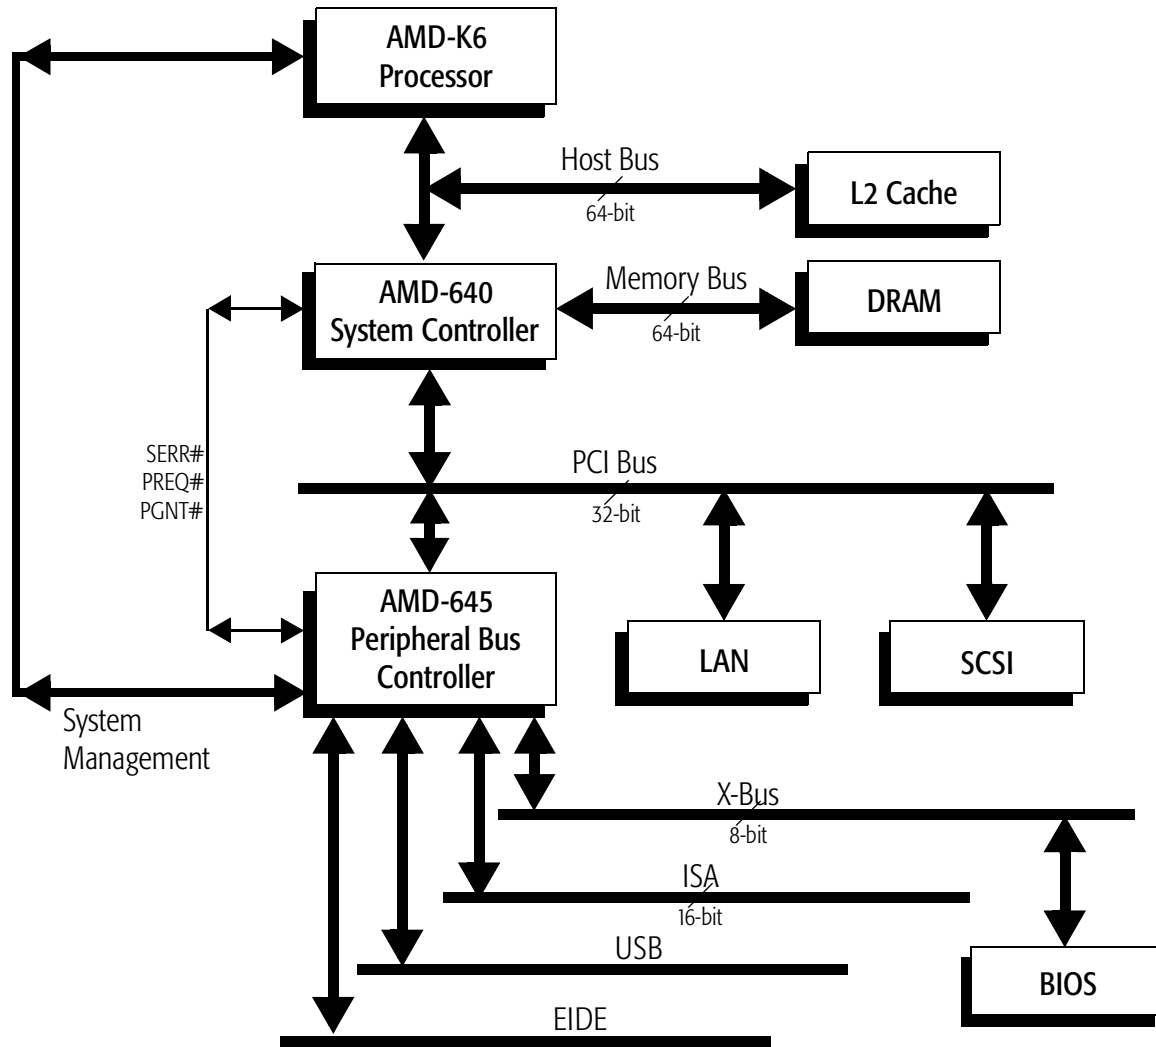 AMD-K6
Processor
Host Bus
64-bit
L2 Cache
AMD-640
System Controller
Memory Bus
64-bit
DRAM
SERR#
PREQ#
PGNT#
PCI Bus
32-bit
AMD-645
Peripheral Bus
Controller
LAN
SCSI
System
Management
X-Bus
8-bit
ISA
16-bit
USB
BIOS
EIDE